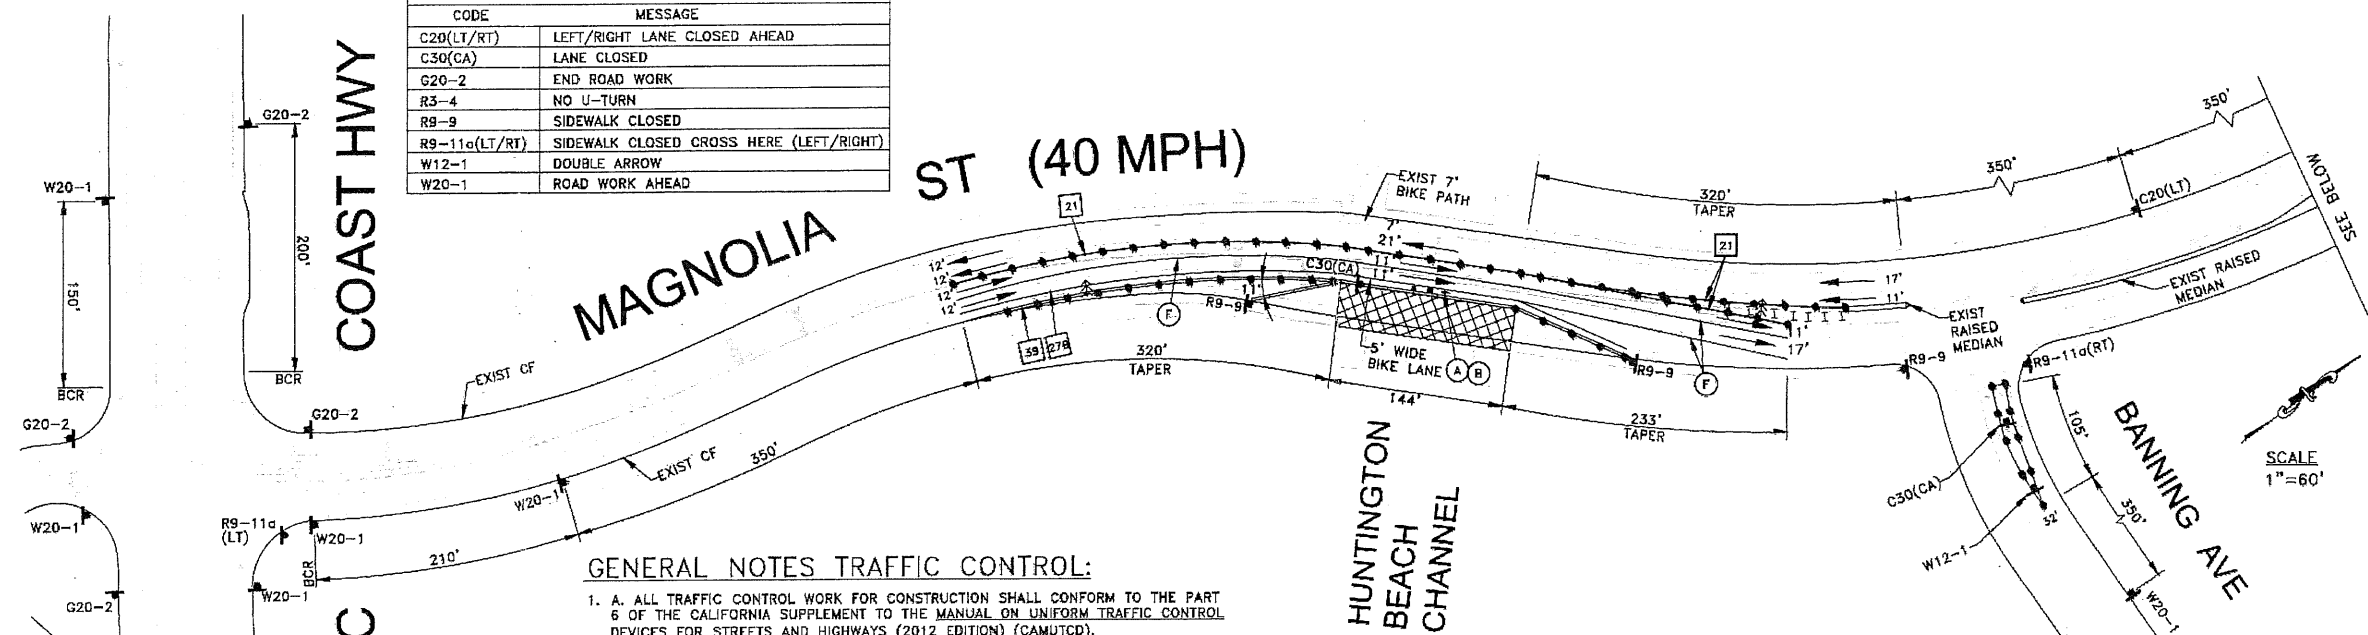 CODE MESSAGE
C20(LT/RT) LEFT/RIGHT LANE CLOSED AHEAD
C30(CA) LANE CLOSED
G20-2 END ROAD WORK
R3-4 NO U-TURN
R9-9 SIDEWALK CLOSED
R9-11a(LT/RT) SIDEWALK CLOSED CROSS HERE (LEFT/RIGHT)
W12-1 DOUBLE ARROW
W20-1 ROAD WORK AHEAD
COAST HWY
MAGNOLIA ST (40 MPH)
G20-2
W20-1
200'
150'
BCR
BCR
G20-2
G20-2
EXIST CF
EXIST CF
W20-1
R9-11a
(LT)
W20-1
W20-1
BCR
W20-1
G20-2
W20-1
210'
350'
320'
TAPER
144'
233'
TAPER
21
12'
12'
12'
12'
39
27B
F
11'
R9-9
C30(CA)
EXIST 7'
BIKE PATH
7'
21'
11'
11'
5' WIDE
BIKE LANE
A
B
R9-9
F
21
320'
TAPER
350'
350'
C20(LT)
SEE BELOW
17'
11'
1'
17'
EXIST
RAISED
MEDIAN
EXIST RAISED
MEDIAN
R9-9
R9-11a(RT)
105'
350'
32'
C30(CA)
W12-1
W20-1
BANNING AVE
SCALE
1"=60'
HUNTINGTON
BEACH
CHANNEL
C
GENERAL NOTES TRAFFIC CONTROL:
1. A. ALL TRAFFIC CONTROL WORK FOR CONSTRUCTION SHALL CONFORM TO THE PART
6 OF THE CALIFORNIA SUPPLEMENT TO THE MANUAL ON UNIFORM TRAFFIC CONTROL
DEVICES FOR STREETS AND HIGHWAYS (2012 EDITION) (CAMUTCD).